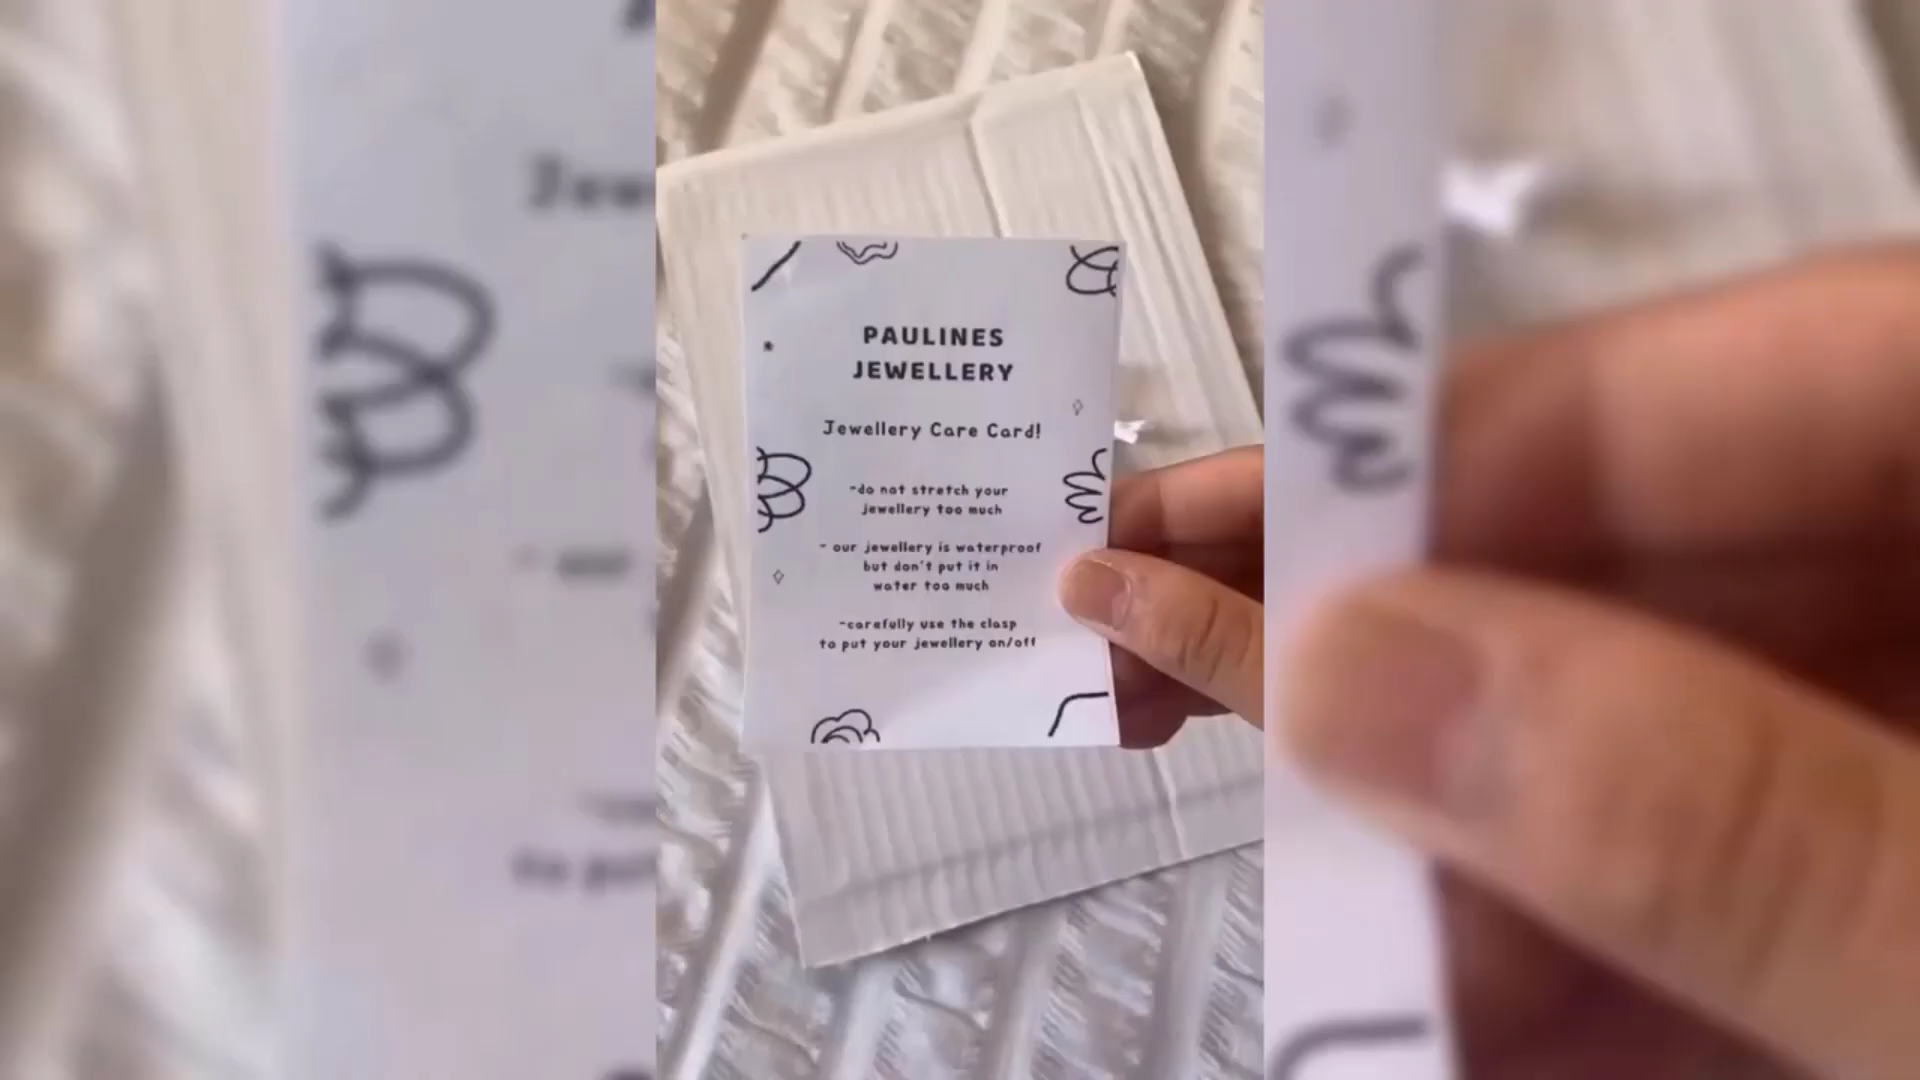 PAULINES
JEWELLERY
Jewellery Care Card!
-do not stretch your
jewellery too much
- our jewellery is waterproof
but don't put it in
water too much
-carefully use the clasp
to put your jewellery on/off